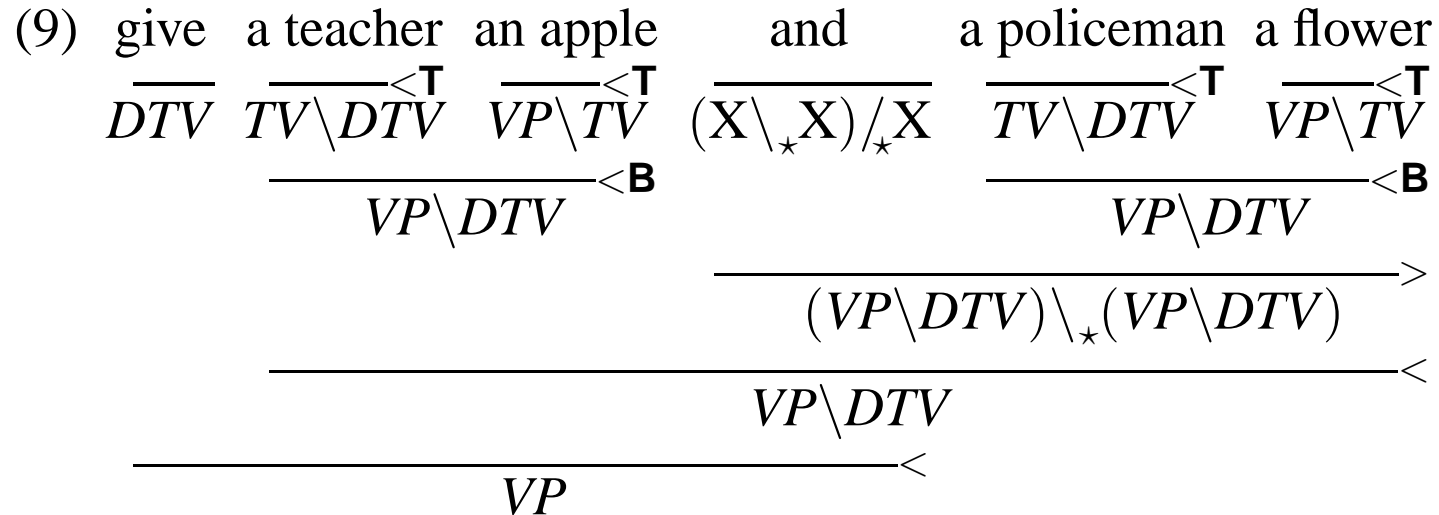 (9) give a teacher an apple and a policeman a flower
<T <T <T <T
DTV TV\DTV VP\TV (X\⋆X)/⋆X TV\DTV VP\TV
<B <B
VP\DTV VP\DTV
>
(VP\DTV)\⋆(VP\DTV)
<
VP\DTV
<
VP